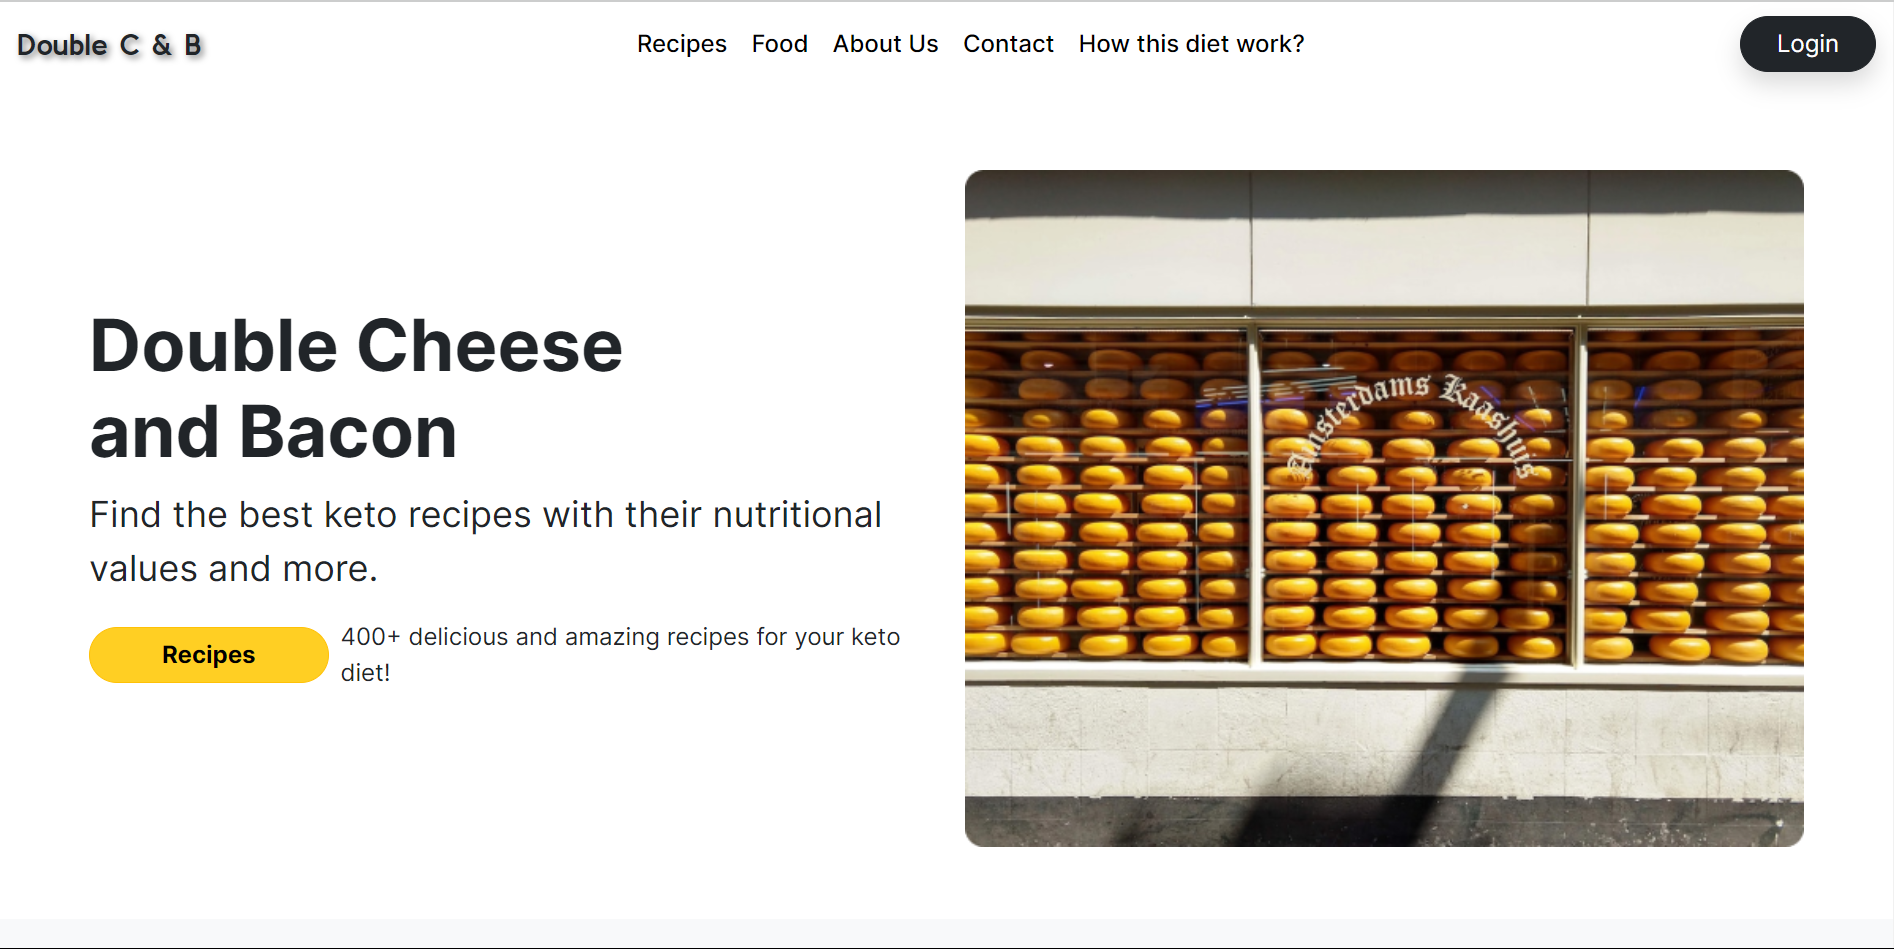 Double C & B
Recipes Food About Us Contact How this diet work?
Login
Double Cheese
and Bacon
Find the best keto recipes with their nutritional
values and more.
Recipes
400+ delicious and amazing recipes for your keto
diet!
Amsterdams Kaashuis